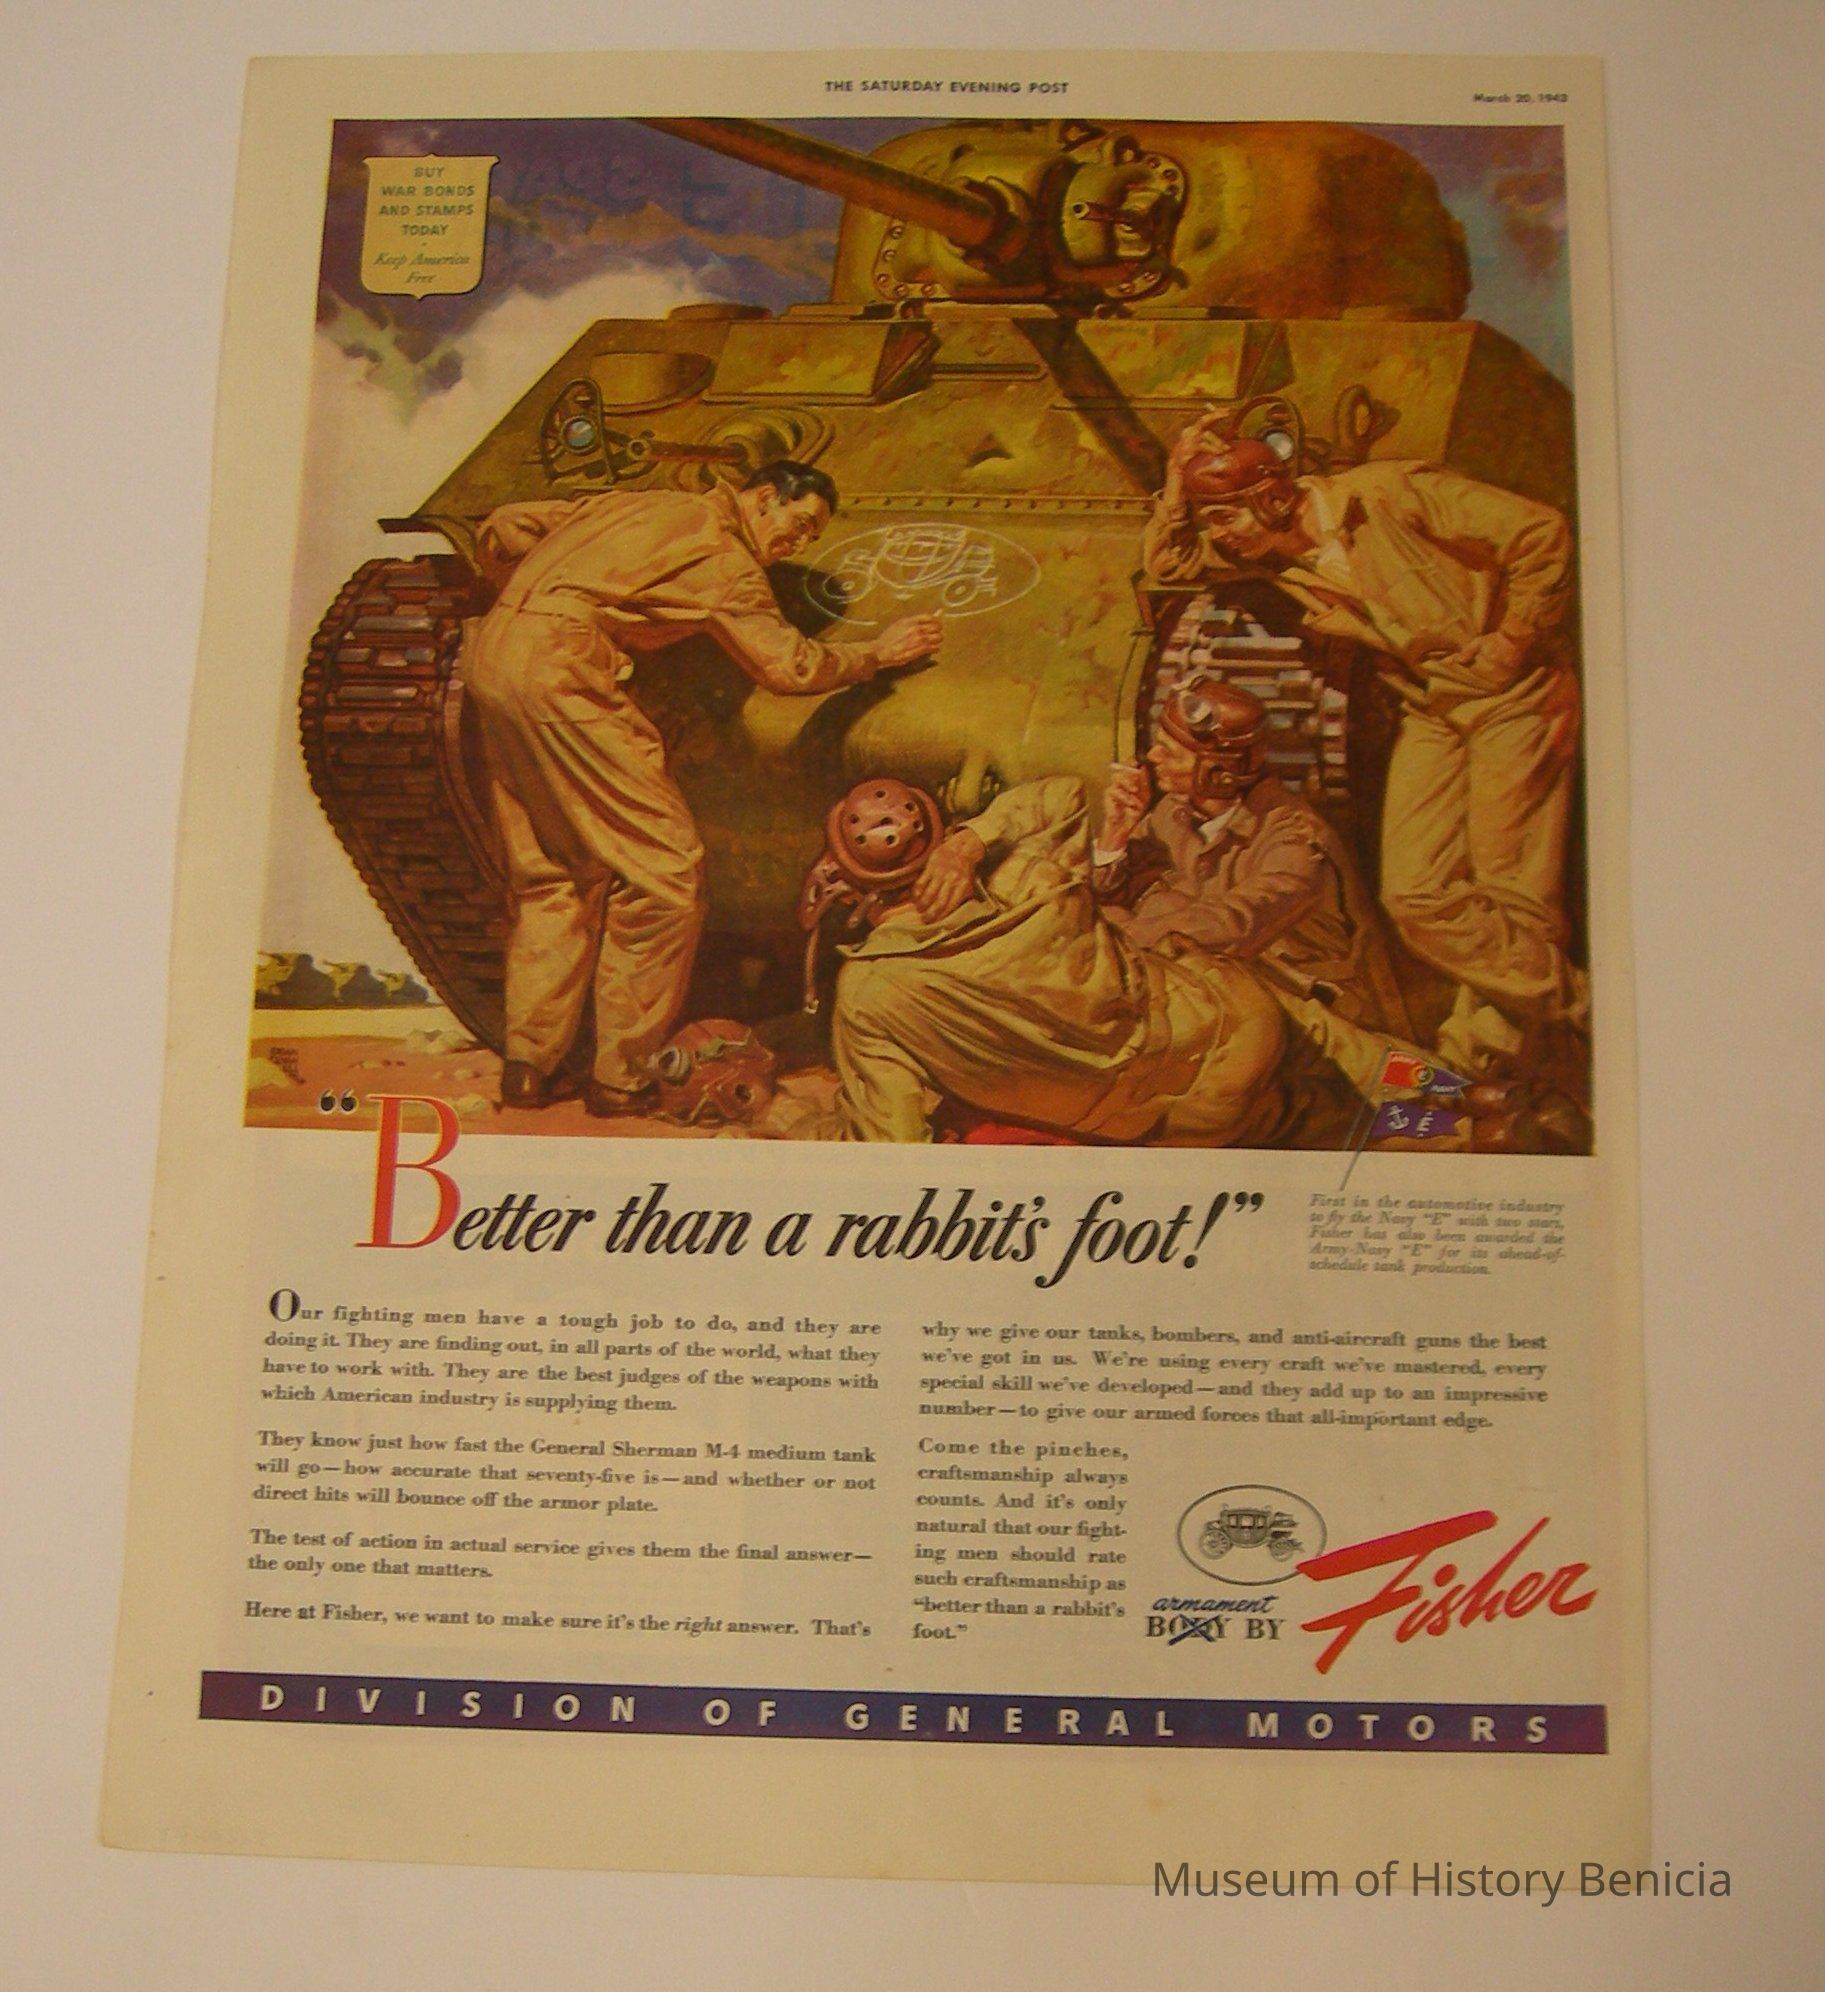 THE SATURDAY EVENING POST
March 20, 1943
BUY
WAR BONDS
AND STAMPS
TODAY
Keep America
Free
ARMY
E
NAVY
E
"Better than a rabbit's foot!"
First in the automotive industry
to fly the Navy "E" with two stars,
Fisher has also been awarded the
Army-Navy "E" for its ahead-of-
schedule tank production.
Our fighting men have a tough job to do, and they are
doing it. They are finding out, in all parts of the world, what they
have to work with. They are the best judges of the weapons with
which American industry is supplying them.
They know just how fast the General Sherman M-4 medium tank
will go—how accurate that seventy-five is—and whether or not
direct hits will bounce off the armor plate.
The test of action in actual service gives them the final answer—
the only one that matters.
Here at Fisher, we want to make sure it's the right answer. That's
why we give our tanks, bombers, and anti-aircraft guns the best
we've got in us. We're using every craft we've mastered, every
special skill we've developed—and they add up to an impressive
number—to give our armed forces that all-important edge.
Come the pinches,
craftsmanship always
counts. And it's only
natural that our fight-
ing men should rate
such craftsmanship as
"better than a rabbit's
foot."
armament
BODY BY
Fisher
DIVISION OF GENERAL MOTORS
Museum of History Benicia